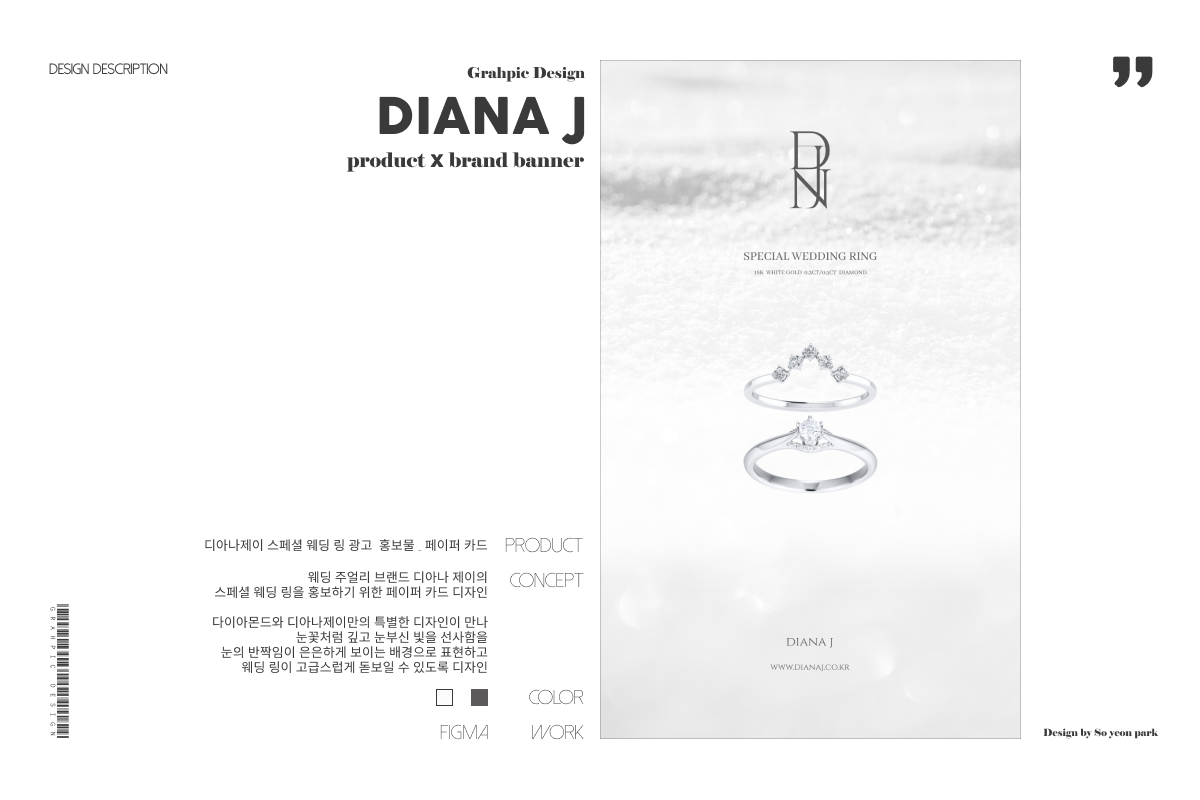 DESIGN DESCRIPTION
Grahpic Design
DIANA J
product X brand banner
SPECIAL WEDDING RING
18K WHITE GOLD 0.3CT/0.5CT DIAMOND
디아나제이 스페셜 웨딩 링 광고 홍보물 _ 페이퍼 카드 PRODUCT
웨딩 주얼리 브랜드 디아나 제이의 CONCEPT
스페셜 웨딩 링을 홍보하기 위한 페이퍼 카드 디자인
다이아몬드와 디아나제이만의 특별한 디자인이 만나
눈꽃처럼 깊고 눈부신 빛을 선사함을
눈의 반짝임이 은은하게 보이는 배경으로 표현하고
웨딩 링이 고급스럽게 돋보일 수 있도록 디자인
COLOR
FIGMA WORK
DIANA J
WWW.DIANAJ.CO.KR
GRAHPIC DESIGN
Design by So yeon park